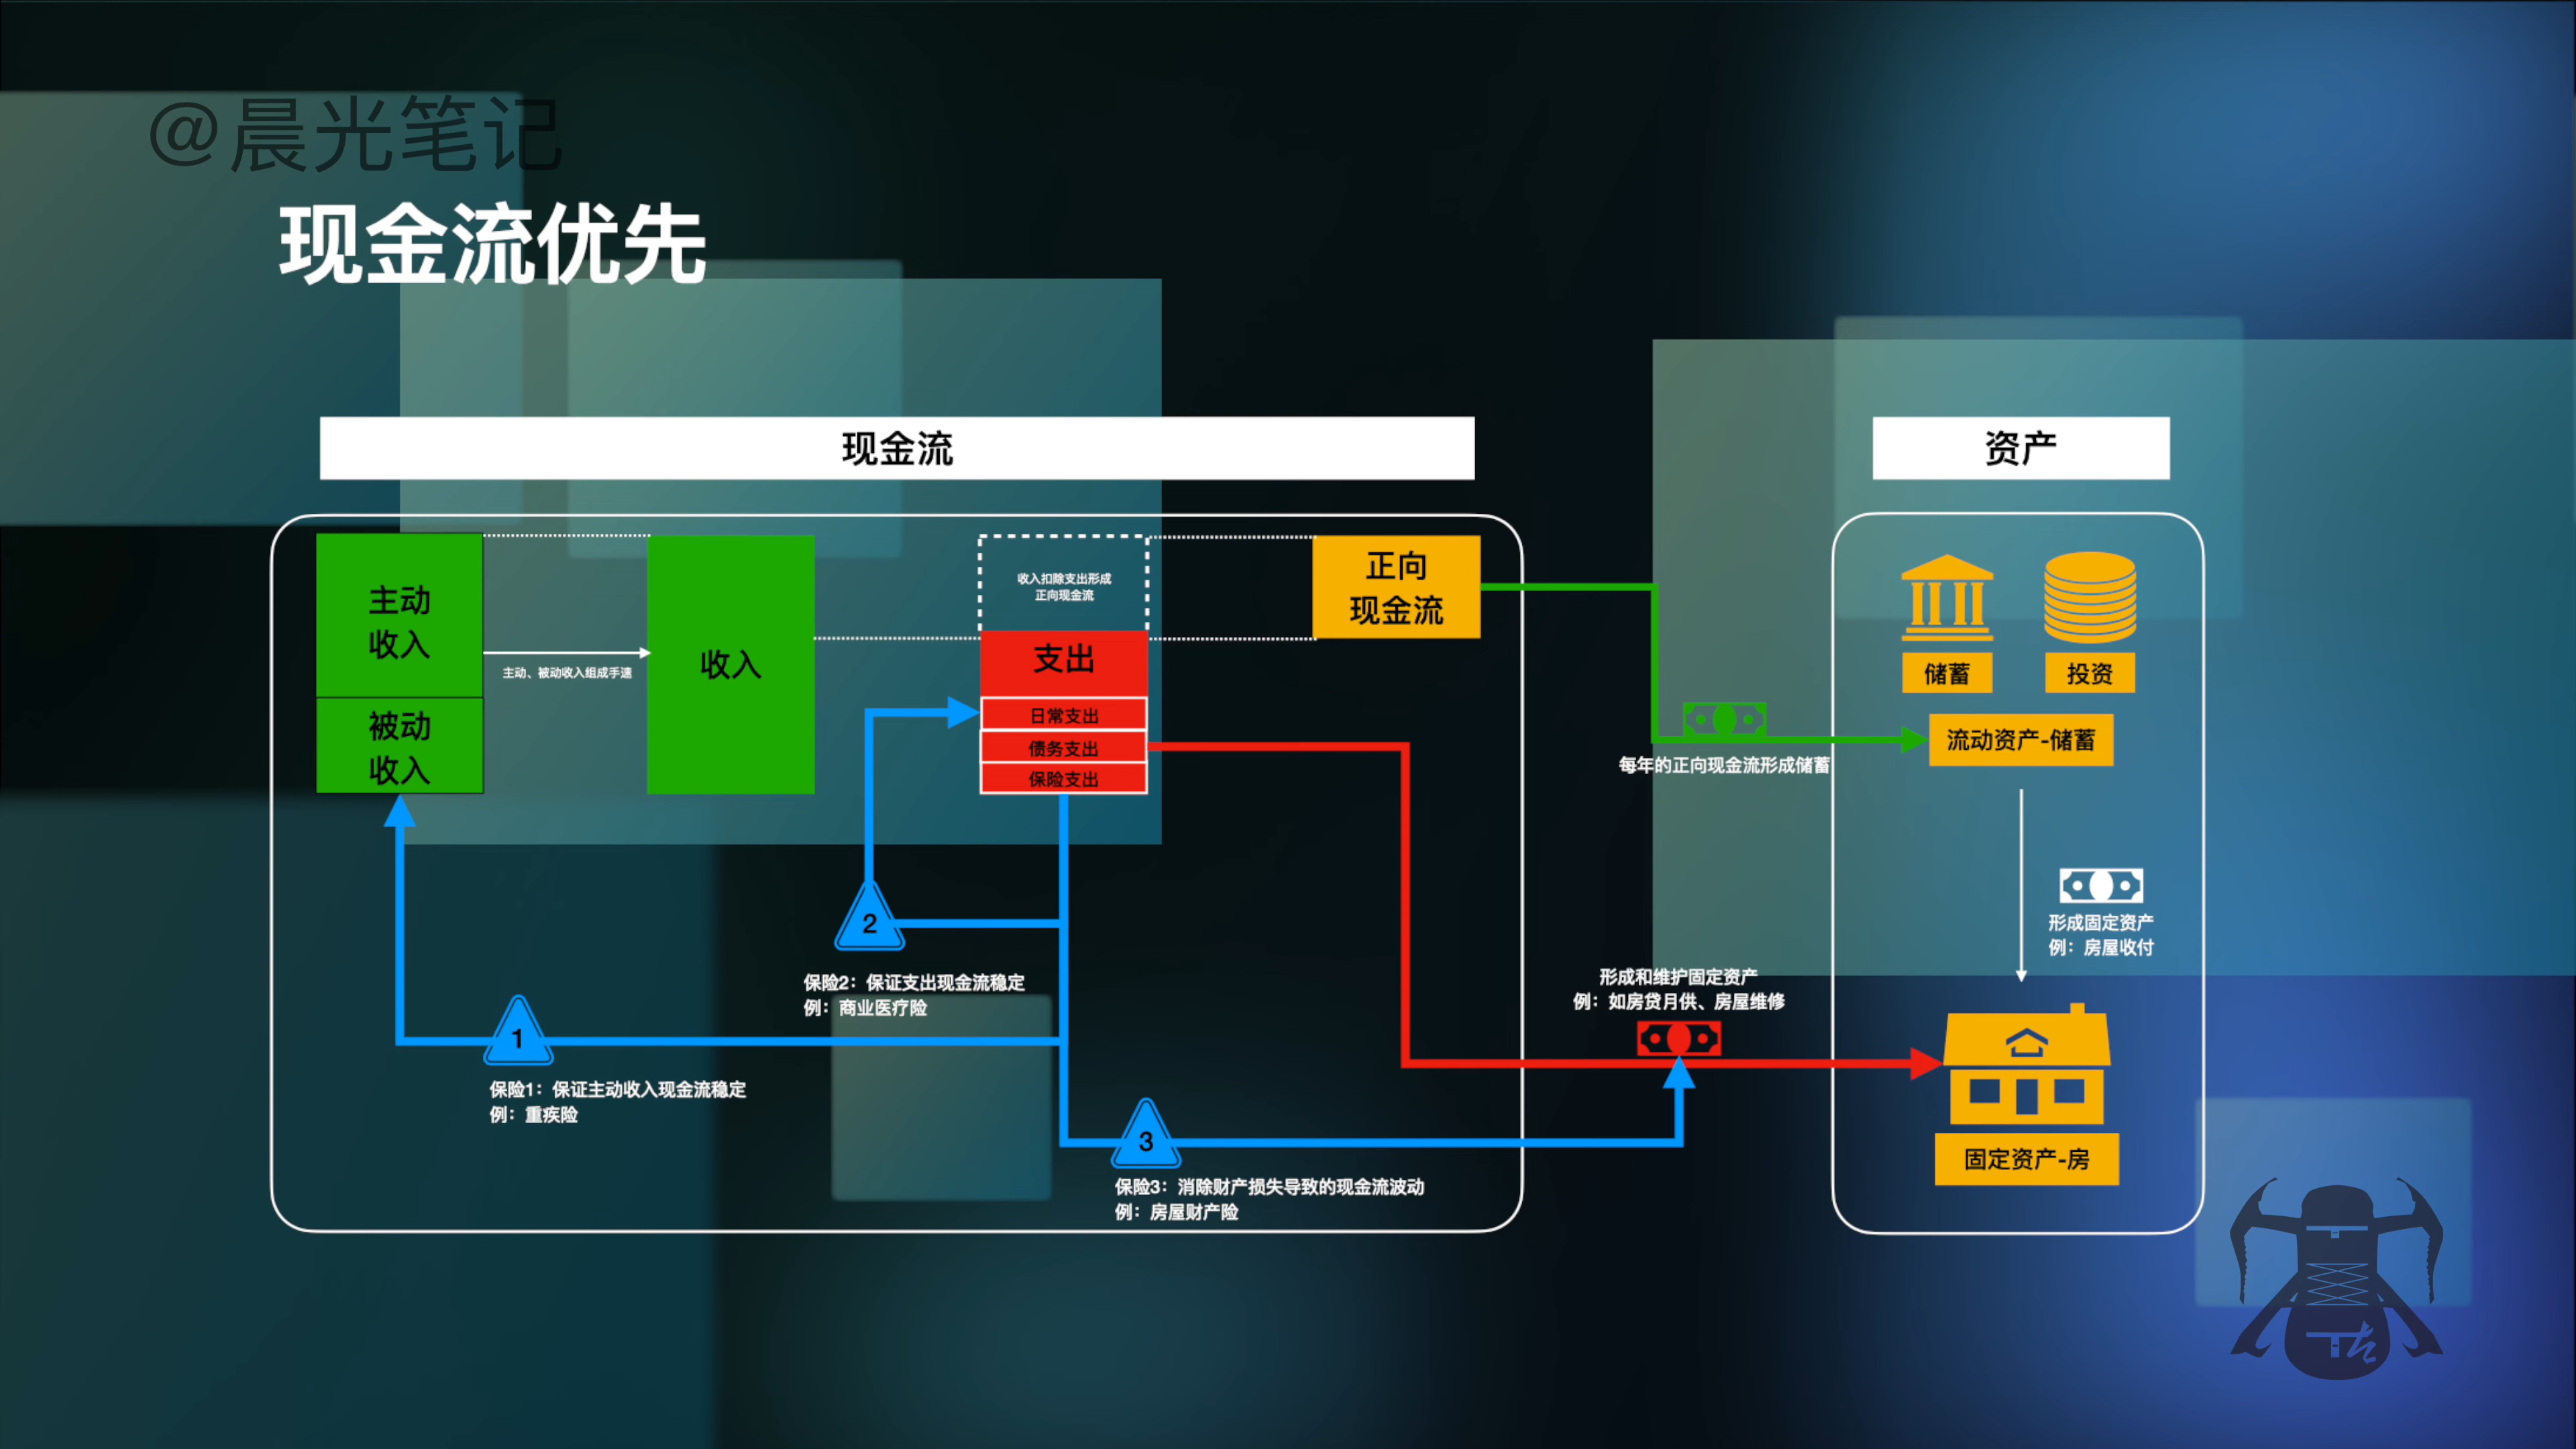 @晨光笔记
现金流优先
现金流
资产
主动
收入
被动
收入
主动、被动收入组成手速
收入
收入扣除支出形成
正向现金流
支出
日常支出
债务支出
保险支出
正向
现金流
每年的正向现金流形成储蓄
储蓄
投资
流动资产-储蓄
形成固定资产
例：房屋收付
2
保险2：保证支出现金流稳定
例：商业医疗险
1
保险1：保证主动收入现金流稳定
例：重疾险
形成和维护固定资产
例：如房贷月供、房屋维修
3
保险3：消除财产损失导致的现金流波动
例：房屋财产险
固定资产-房